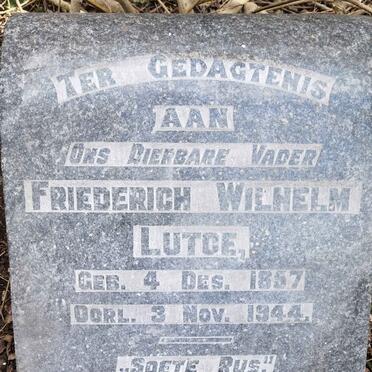 TER GEDAGTENIS
AAN
ONS DIERBARE VADER
FRIEDERICH WILHELM
LUTGE,
GEB. 4 DES. 1857
OORL. 3 NOV. 1944.
„SOETE RUS."